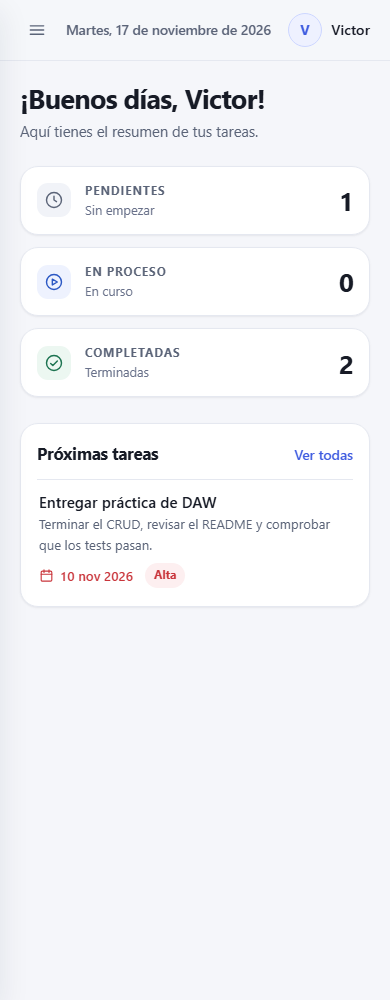 Martes, 17 de noviembre de 2026
V
Victor
¡Buenos días, Victor!
Aquí tienes el resumen de tus tareas.
PENDIENTES
Sin empezar
1
EN PROCESO
En curso
0
COMPLETADAS
Terminadas
2
Próximas tareas
Ver todas
Entregar práctica de DAW
Terminar el CRUD, revisar el README y comprobar
que los tests pasan.
10 nov 2026
Alta